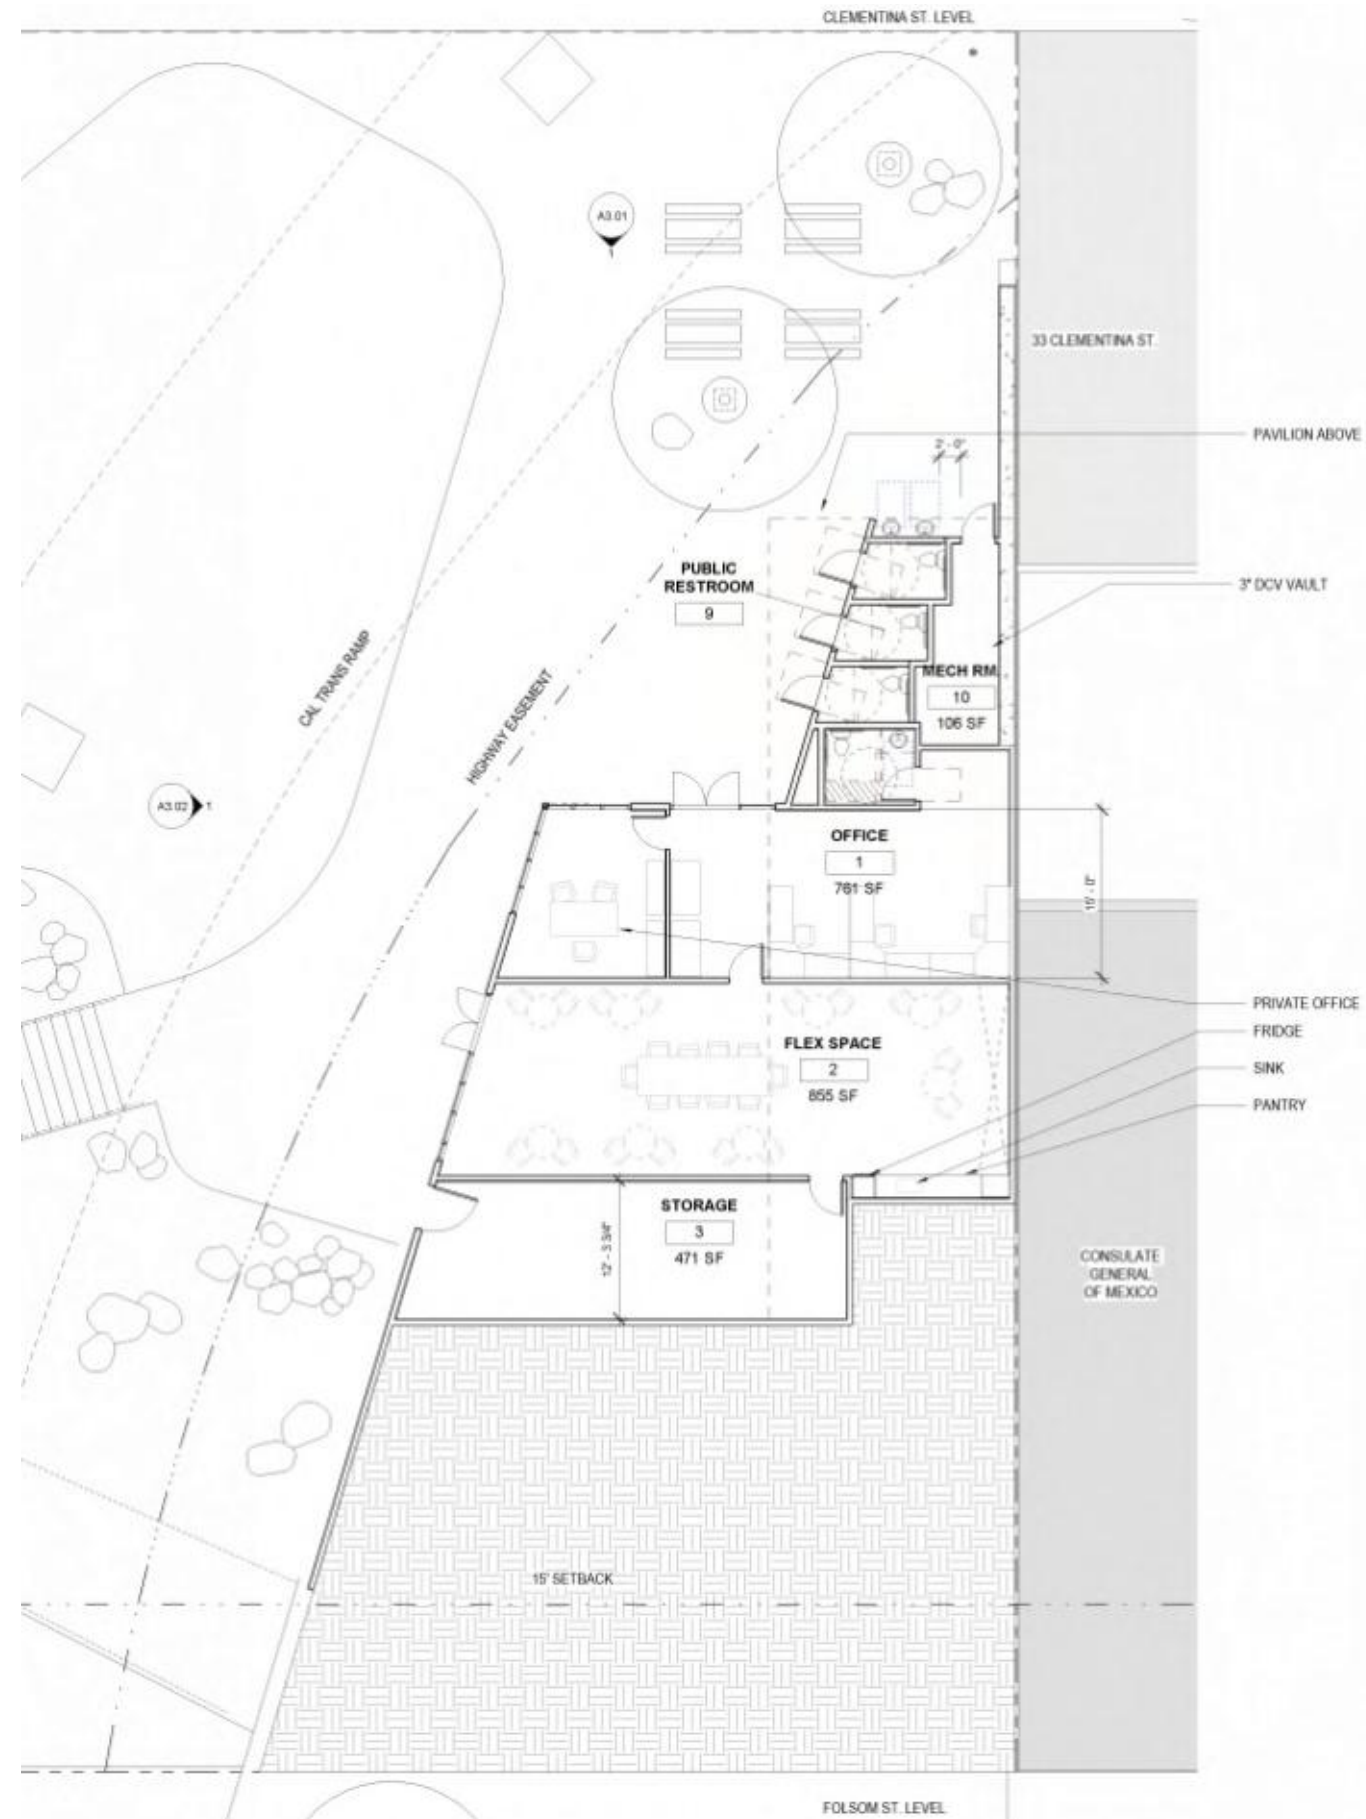 CLEMENTINA ST. LEVEL
A3.01
1
33 CLEMENTINA ST.
PAVILION ABOVE
2' - 0"
PUBLIC
RESTROOM
9
3" DCV VAULT
MECH RM.
10
106 SF
CAL TRANS RAMP
HIGHWAY EASEMENT
A3.02
1
OFFICE
1
761 SF
PRIVATE OFFICE
FRIDGE
FLEX SPACE
2
855 SF
SINK
PANTRY
STORAGE
3
471 SF
12' - 3 3/4"
CONSULATE
GENERAL
OF MEXICO
15' SETBACK
FOLSOM ST. LEVEL